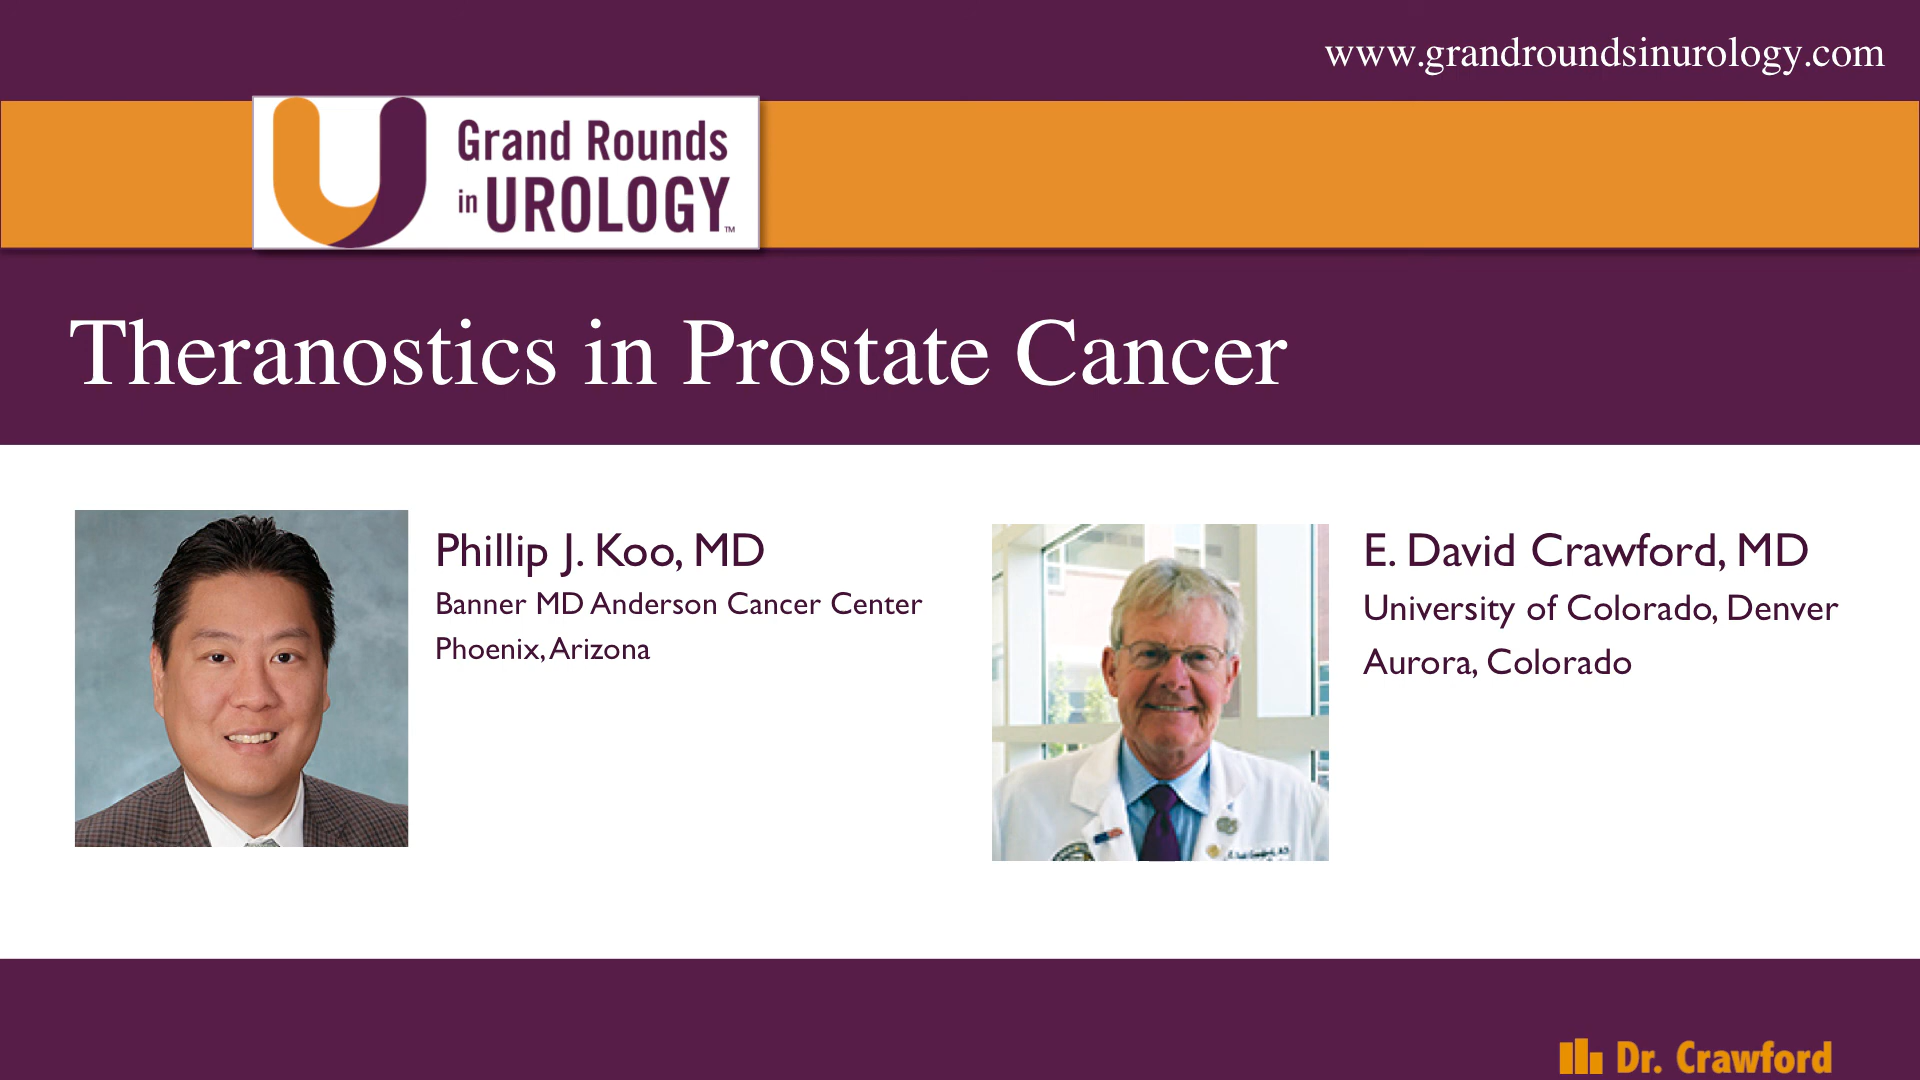 www.grandroundsinurology.com
Grand Rounds
in UROLOGY™
Theranostics in Prostate Cancer
Phillip J. Koo, MD
Banner MD Anderson Cancer Center
Phoenix, Arizona
E. David Crawford, MD
University of Colorado, Denver
Aurora, Colorado
Dr. Crawford